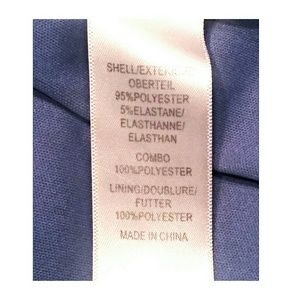 SHELL/EXTER
OBERTEIL
95%POLYESTER
5%ELASTANE/
ELASTHANNE/
ELASTHAN
COMBO
100%POLYESTER
LINING/DOUBLURE/
FUTTER
100%POLYESTER
MADE IN CHINA